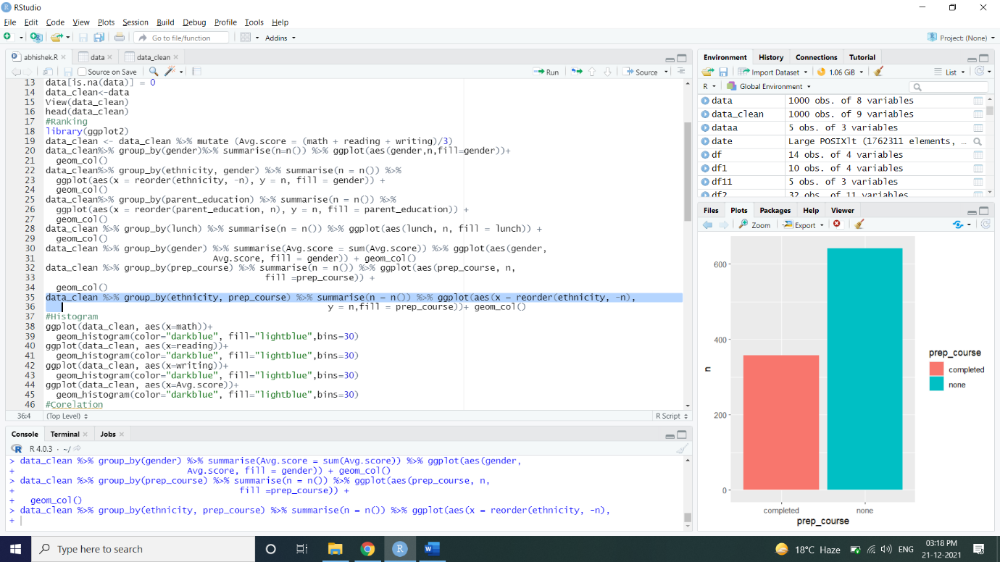 RStudio
File Edit Code View Plots Session Build Debug Profile Tools Help
Go to file/function Addins Project: (None)
abhishek.R data data_clean
Source on Save Run Source
13 data[is.na(data)] = 0
14 data_clean<-data
15 View(data_clean)
16 head(data_clean)
17 #Ranking
18 library(ggplot2)
19 data_clean <- data_clean %>% mutate (Avg.score = (math + reading + writing)/3)
20 data_clean%>% group_by(gender)%>% summarise(n=n()) %>% ggplot(aes(gender,n,fill=gender))+
21 geom_col()
22 data_clean%>% group_by(ethnicity, gender) %>% summarise(n = n()) %>%
23 ggplot(aes(x = reorder(ethnicity, -n), y = n, fill = gender)) +
24 geom_col()
25 data_clean%>% group_by(parent_education) %>% summarise(n = n()) %>%
26 ggplot(aes(x = reorder(parent_education, n), y = n, fill = parent_education)) +
27 geom_col()
28 data_clean %>% group_by(lunch) %>% summarise(n = n()) %>% ggplot(aes(lunch, n, fill = lunch)) +
29 geom_col()
30 data_clean %>% group_by(gender) %>% summarise(Avg.score = sum(Avg.score)) %>% ggplot(aes(gender,
31 Avg.score, fill = gender)) + geom_col()
32 data_clean %>% group_by(prep_course) %>% summarise(n = n()) %>% ggplot(aes(prep_course, n,
33 fill =prep_course)) +
34 geom_col()
35 data_clean %>% group_by(ethnicity, prep_course) %>% summarise(n = n()) %>% ggplot(aes(x = reorder(ethnicity, -n),
36 y = n,fill = prep_course))+ geom_col()
37 #Histogram
38 ggplot(data_clean, aes(x=math))+
39 geom_histogram(color="darkblue", fill="lightblue",bins=30)
40 ggplot(data_clean, aes(x=reading))+
41 geom_histogram(color="darkblue", fill="lightblue",bins=30)
42 ggplot(data_clean, aes(x=writing))+
43 geom_histogram(color="darkblue", fill="lightblue",bins=30)
44 ggplot(data_clean, aes(x=Avg.score))+
45 geom_histogram(color="darkblue", fill="lightblue",bins=30)
46 #Corelation
36:4 (Top Level) R Script
Console Terminal Jobs
R 4.0.3 · ~/
> data_clean %>% group_by(gender) %>% summarise(Avg.score = sum(Avg.score)) %>% ggplot(aes(gender,
+ Avg.score, fill = gender)) + geom_col()
> data_clean %>% group_by(prep_course) %>% summarise(n = n()) %>% ggplot(aes(prep_course, n,
+ fill =prep_course)) +
+ geom_col()
> data_clean %>% group_by(ethnicity, prep_course) %>% summarise(n = n()) %>% ggplot(aes(x = reorder(ethnicity, -n),
+
Environment History Connections Tutorial
Import Dataset 1.06 GiB List
R Global Environment
data 1000 obs. of 8 variables
data_clean 1000 obs. of 9 variables
dataa 5 obs. of 3 variables
date Large POSIXlt (1762311 elements, …
df 14 obs. of 4 variables
df1 10 obs. of 4 variables
df11 5 obs. of 3 variables
df2 32 obs. of 11 variables
Files Plots Packages Help Viewer
Zoom Export
600
400
200
0
n
completed none
prep_course
prep_course
completed
none
Type here to search 18°C Haze ENG 03:18 PM
21-12-2021